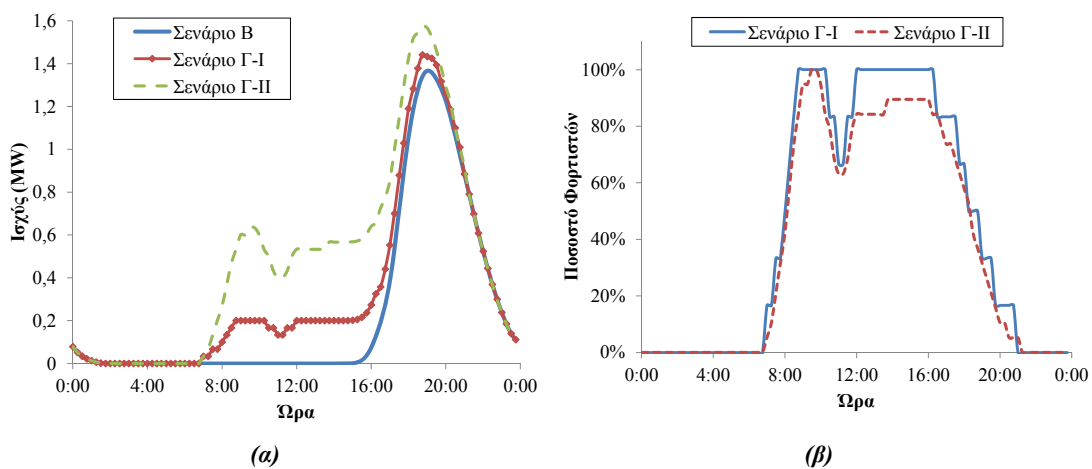 Σενάριο Β
Σενάριο Γ-Ι
Σενάριο Γ-ΙΙ
Ισχύς (MW)
1,6
1,4
1,2
1
0,8
0,6
0,4
0,2
0
0:00 4:00 8:00 12:00 16:00 20:00 0:00
Ώρα
(α)
Σενάριο Γ-Ι Σενάριο Γ-ΙΙ
Ποσοστό Φορτιστών
100%
80%
60%
40%
20%
0%
0:00 4:00 8:00 12:00 16:00 20:00 0:00
Ώρα
(β)